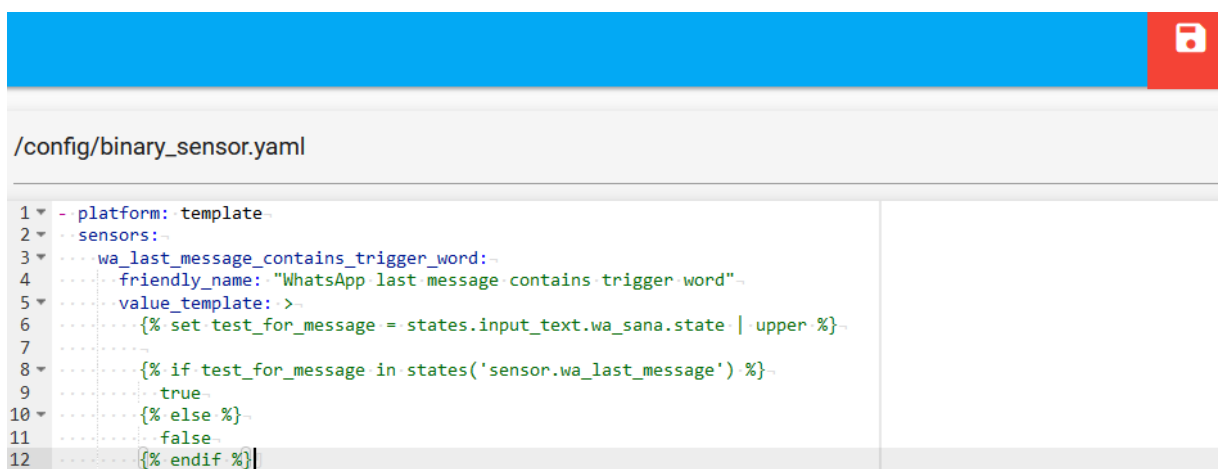 /config/binary_sensor.yaml
1 - platform: template
2 sensors:
3 wa_last_message_contains_trigger_word:
4 friendly_name: "WhatsApp last message contains trigger word"
5 value_template: >
6 {% set test_for_message = states.input_text.wa_sana.state | upper %}
7
8 {% if test_for_message in states('sensor.wa_last_message') %}
9 true
10 {% else %}
11 false
12 {% endif %}